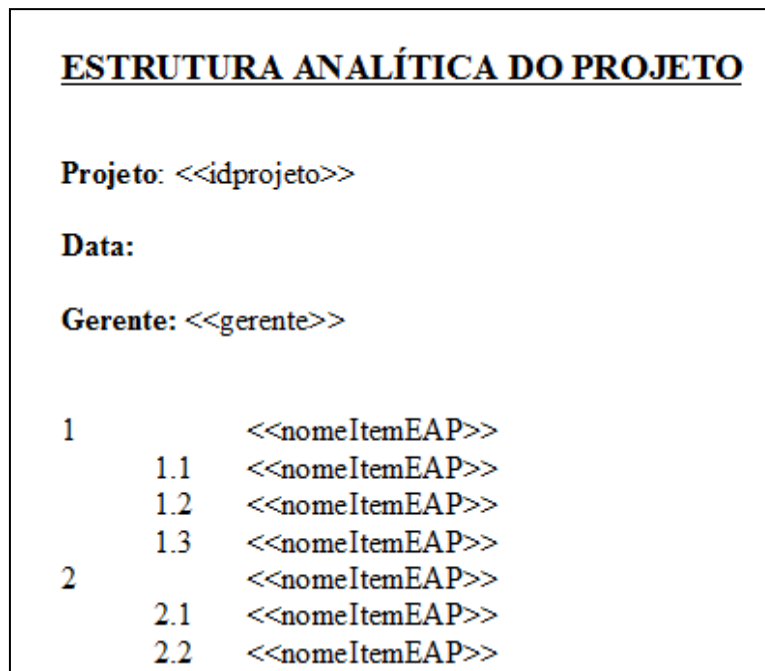 ESTRUTURA ANALÍTICA DO PROJETO
Projeto: <<idprojeto>>
Data:
Gerente: <<gerente>>
1 <<nomeItemEAP>>
1.1 <<nomeItemEAP>>
1.2 <<nomeItemEAP>>
1.3 <<nomeItemEAP>>
2 <<nomeItemEAP>>
2.1 <<nomeItemEAP>>
2.2 <<nomeItemEAP>>